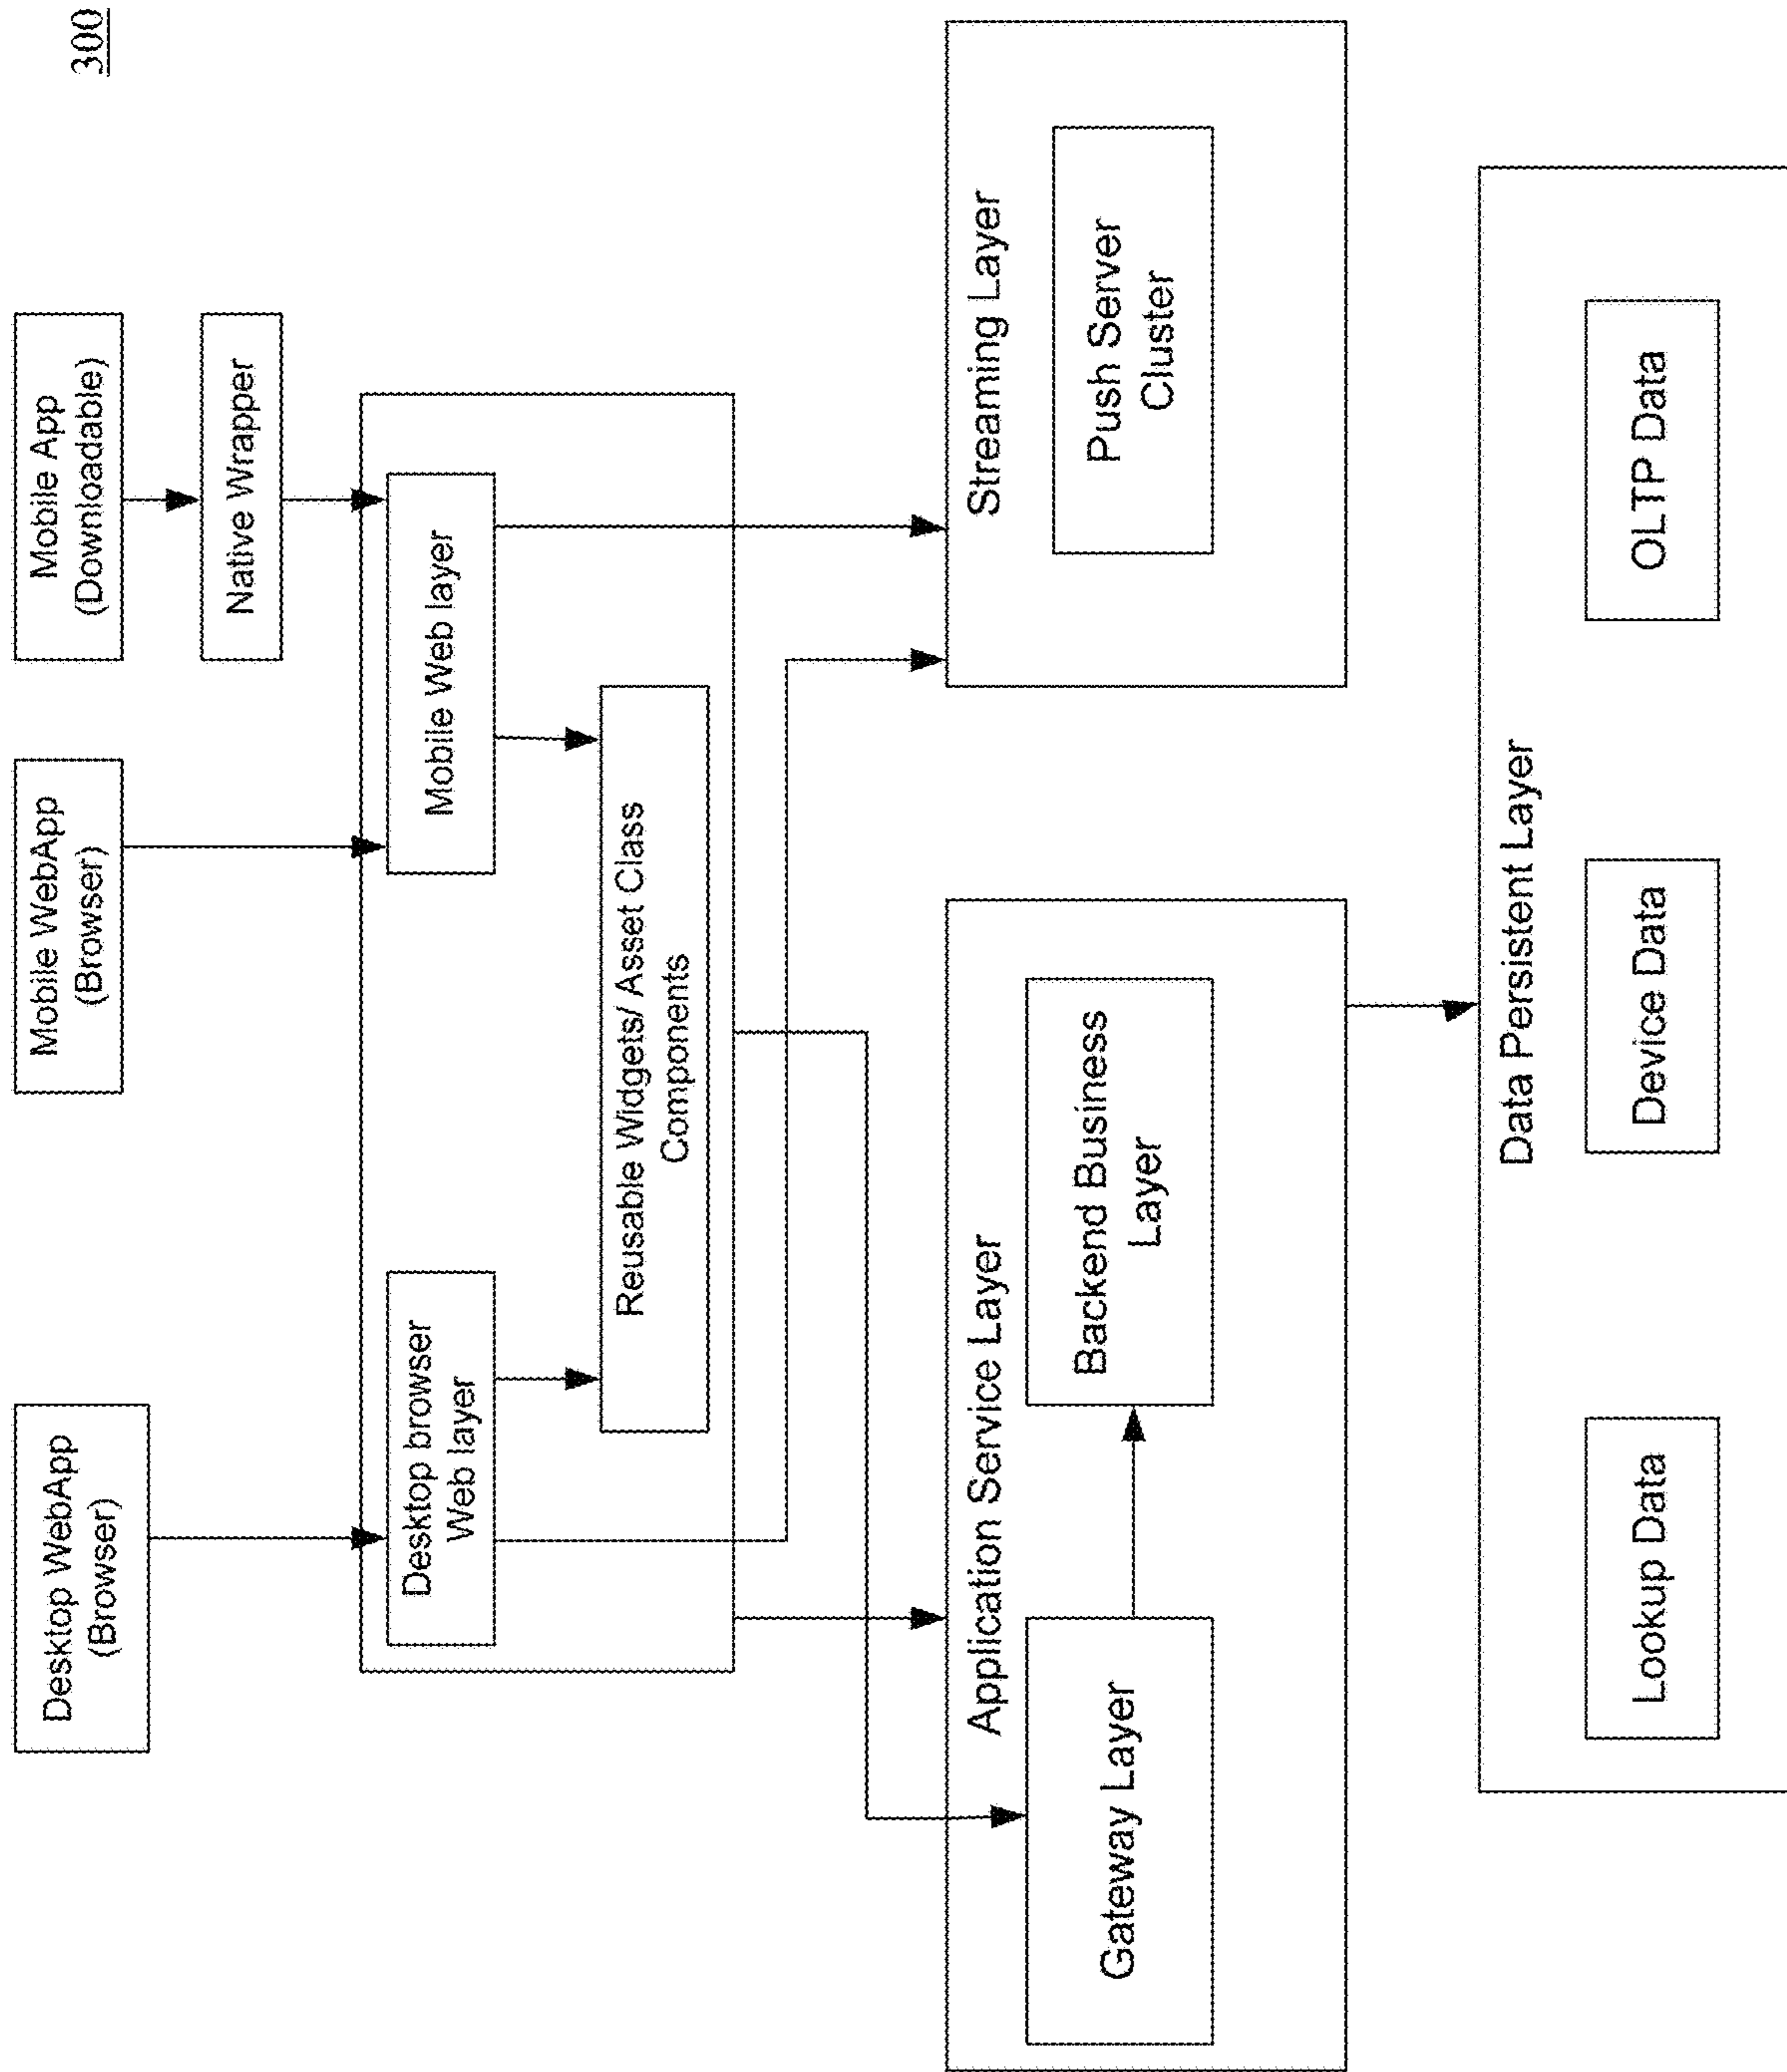 300
Desktop WebApp
(Browser)
Mobile WebApp
(Browser)
Mobile App
(Downloadable)
Native Wrapper
Desktop browser
Web layer
Mobile Web layer
Reusable Widgets/ Asset Class
Components
Application Service Layer
Gateway Layer
Backend Business
Layer
Streaming Layer
Push Server
Cluster
Data Persistent Layer
Lookup Data
Device Data
OLTP Data